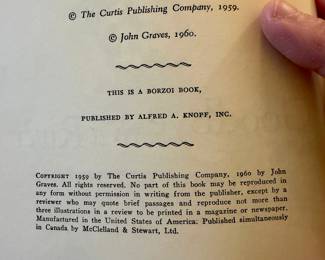 © The Curtis Publishing Company, 1959.
© John Graves, 1960.
THIS IS A BORZOI BOOK,
PUBLISHED BY ALFRED A. KNOPF, INC.
COPYRIGHT 1959 by The Curtis Publishing Company, 1960 by John
Graves. All rights reserved. No part of this book may be reproduced in
any form without permission in writing from the publisher, except by a
reviewer who may quote brief passages and reproduce not more than
three illustrations in a review to be printed in a magazine or newspaper.
Manufactured in the United States of America. Published simultaneously
in Canada by McClelland & Stewart, Ltd.